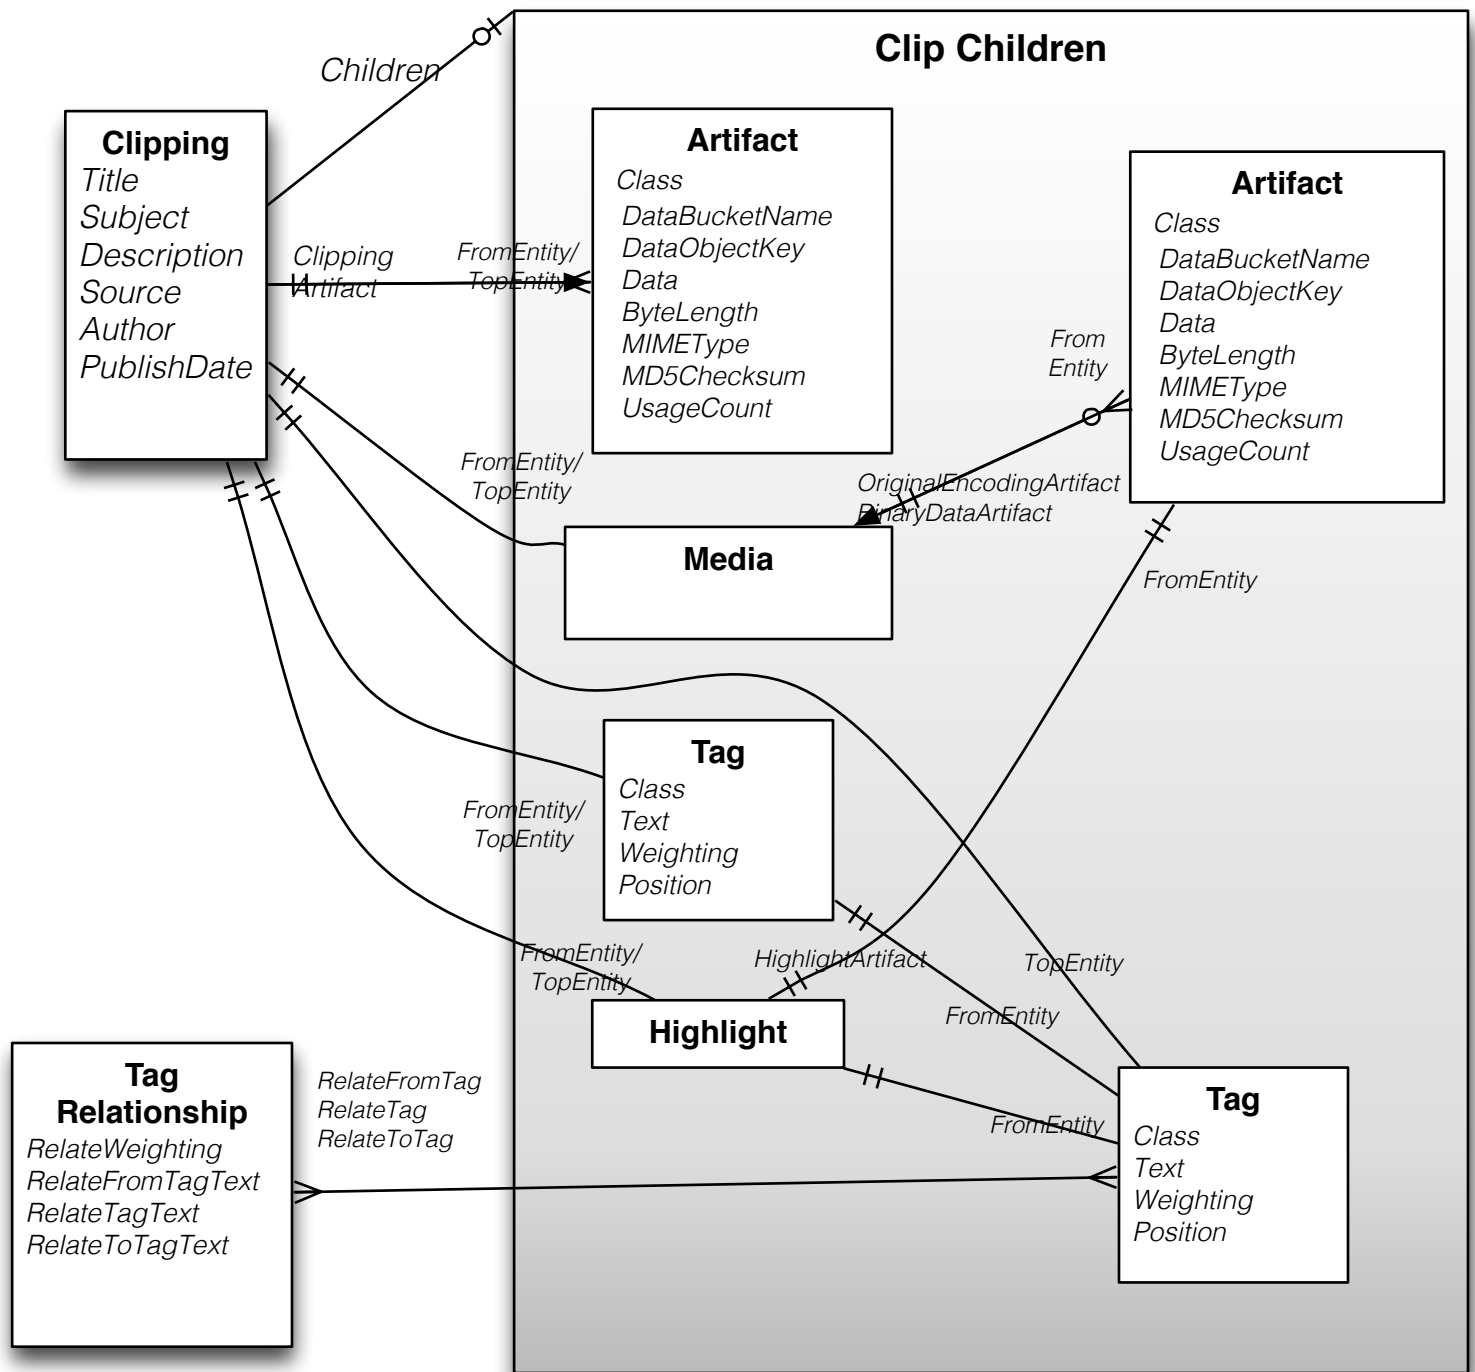 Clip Children
Children
Clipping
Title
Subject
Description
Source
Author
PublishDate
Clipping
Artifact
FromEntity/
TopEntity
Artifact
Class
DataBucketName
DataObjectKey
Data
ByteLength
MIMEType
MD5Checksum
UsageCount
Artifact
Class
DataBucketName
DataObjectKey
Data
ByteLength
MIMEType
MD5Checksum
UsageCount
From
Entity
FromEntity/
TopEntity
OriginalEncodingArtifact
BinaryDataArtifact
Media
FromEntity
Tag
Class
Text
Weighting
Position
FromEntity/
TopEntity
FromEntity/
TopEntity
HighlightArtifact
TopEntity
FromEntity
Highlight
FromEntity
Tag
Relationship
RelateWeighting
RelateFromTagText
RelateTagText
RelateToTagText
RelateFromTag
RelateTag
RelateToTag
Tag
Class
Text
Weighting
Position